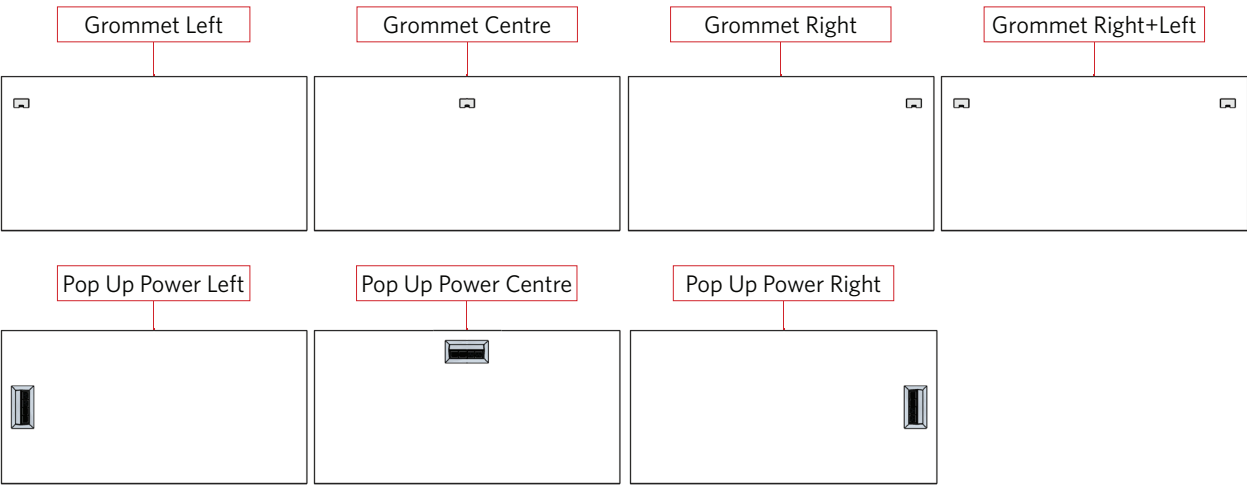 Grommet Left
Grommet Centre
Grommet Right
Grommet Right+Left
Pop Up Power Left
Pop Up Power Centre
Pop Up Power Right